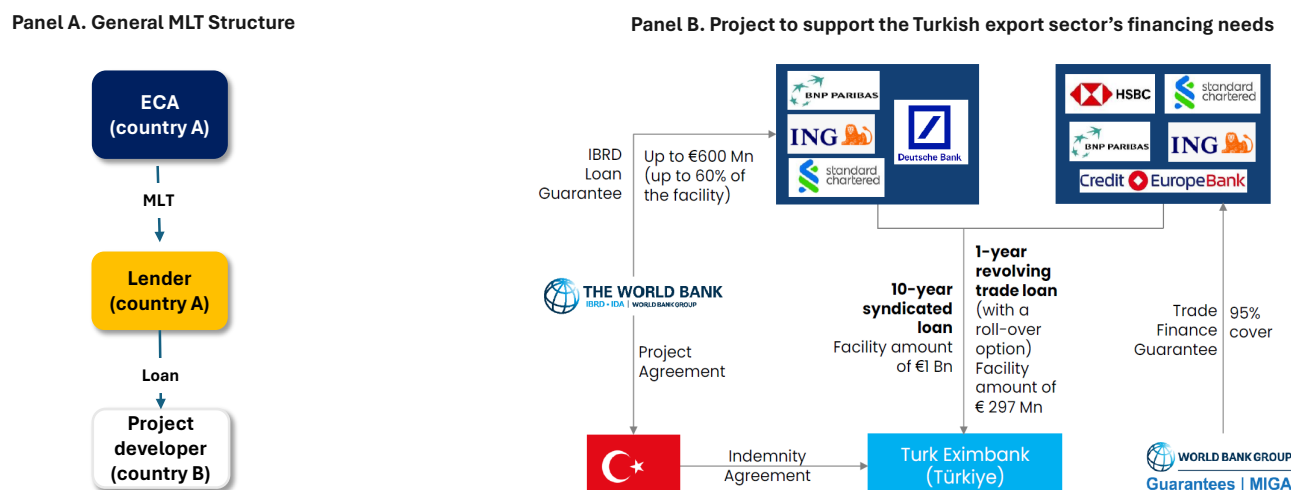 Panel A. General MLT Structure
ECA
(country A)
MLT
Lender
(country A)
Loan
Project
developer
(country B)
Panel B. Project to support the Turkish export sector’s financing needs
BNP PARIBAS
ING
standard
chartered
Deutsche Bank
HSBC
standard
chartered
BNP PARIBAS
ING
Credit EuropeBank
IBRD
Loan
Guarantee
Up to €600 Mn
(up to 60% of
the facility)
THE WORLD BANK
IBRD • IDA | WORLD BANK GROUP
Project
Agreement
10-year
syndicated
loan
Facility amount
of €1 Bn
1-year
revolving
trade loan
(with a
roll-over
option)
Facility
amount of
€ 297 Mn
Trade
Finance
Guarantee
95%
cover
Indemnity
Agreement
Turk Eximbank
(Türkiye)
WORLD BANK GROUP
Guarantees | MIGA